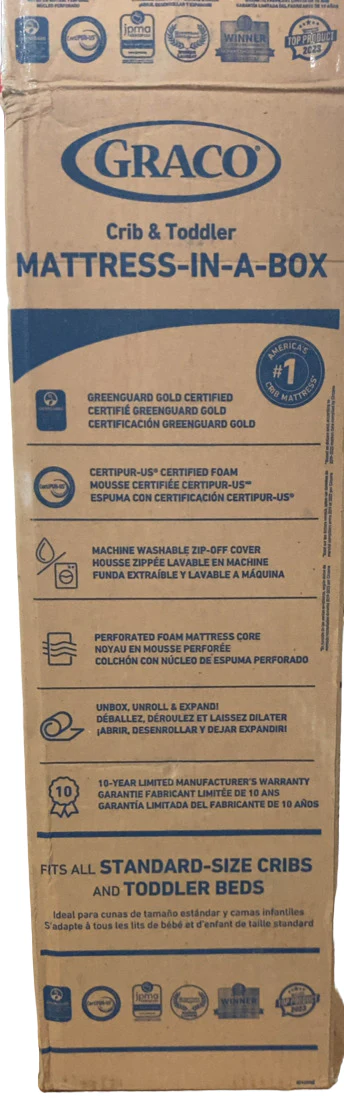 WINNER
TOP PRODUCT
2023
GRACO®
Crib & Toddler
MATTRESS-IN-A-BOX
AMERICA'S
#1
CRIB MATTRESS*
GREENGUARD GOLD CERTIFIED
CERTIFIÉ GREENGUARD GOLD
CERTIFICACIÓN GREENGUARD GOLD
CERTIPUR-US® CERTIFIED FOAM
MOUSSE CERTIFIÉE CERTIPUR-US™
ESPUMA CON CERTIFICACIÓN CERTIPUR-US®
MACHINE WASHABLE ZIP-OFF COVER
HOUSSE ZIPPÉE LAVABLE EN MACHINE
FUNDA EXTRAÍBLE Y LAVABLE A MÁQUINA
PERFORATED FOAM MATTRESS CORE
NOYAU EN MOUSSE PERFORÉE
COLCHÓN CON NÚCLEO DE ESPUMA PERFORADO
UNBOX, UNROLL & EXPAND!
DÉBALLEZ, DÉROULEZ ET LAISSEZ DILATER
¡ABRIR, DESENROLLAR Y DEJAR EXPANDIR!
10
10-YEAR LIMITED MANUFACTURER'S WARRANTY
GARANTIE FABRICANT LIMITÉE DE 10 ANS
GARANTÍA LIMITADA DEL FABRICANTE DE 10 AÑOS
FITS ALL STANDARD-SIZE CRIBS
AND TODDLER BEDS
Ideal para cunas de tamaño estándar y camas infantiles
S'adapte à tous les lits de bébé et d'enfant de taille standard
jpma
WINNER
TOP PRODUCT
2023